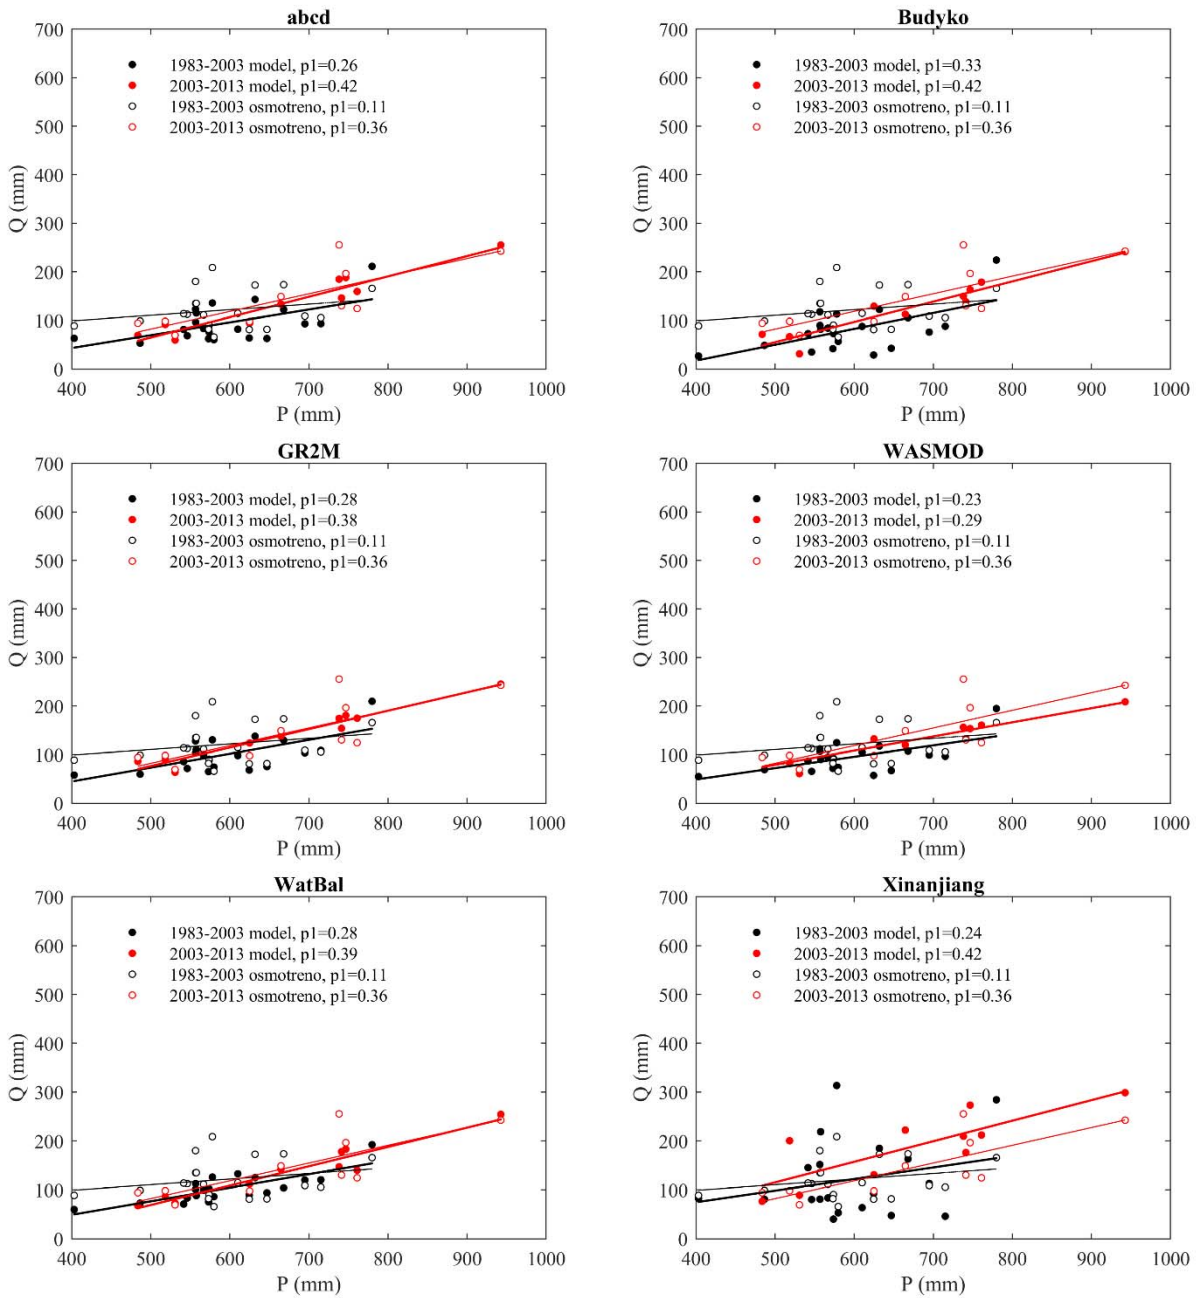 abcd
700
600
500
400
300
200
100
0
Q (mm)
1983-2003 model, p1=0.26
2003-2013 model, p1=0.42
1983-2003 osmotreno, p1=0.11
2003-2013 osmotreno, p1=0.36
400 500 600 700 800 900 1000
P (mm)
Budyko
700
600
500
400
300
200
100
0
Q (mm)
1983-2003 model, p1=0.33
2003-2013 model, p1=0.42
1983-2003 osmotreno, p1=0.11
2003-2013 osmotreno, p1=0.36
400 500 600 700 800 900 1000
P (mm)
GR2M
700
600
500
400
300
200
100
0
Q (mm)
1983-2003 model, p1=0.28
2003-2013 model, p1=0.38
1983-2003 osmotreno, p1=0.11
2003-2013 osmotreno, p1=0.36
400 500 600 700 800 900 1000
P (mm)
WASMOD
700
600
500
400
300
200
100
0
Q (mm)
1983-2003 model, p1=0.23
2003-2013 model, p1=0.29
1983-2003 osmotreno, p1=0.11
2003-2013 osmotreno, p1=0.36
400 500 600 700 800 900 1000
P (mm)
WatBal
700
600
500
400
300
200
100
0
Q (mm)
1983-2003 model, p1=0.28
2003-2013 model, p1=0.39
1983-2003 osmotreno, p1=0.11
2003-2013 osmotreno, p1=0.36
400 500 600 700 800 900 1000
P (mm)
Xinanjiang
700
600
500
400
300
200
100
0
Q (mm)
1983-2003 model, p1=0.24
2003-2013 model, p1=0.42
1983-2003 osmotreno, p1=0.11
2003-2013 osmotreno, p1=0.36
400 500 600 700 800 900 1000
P (mm)